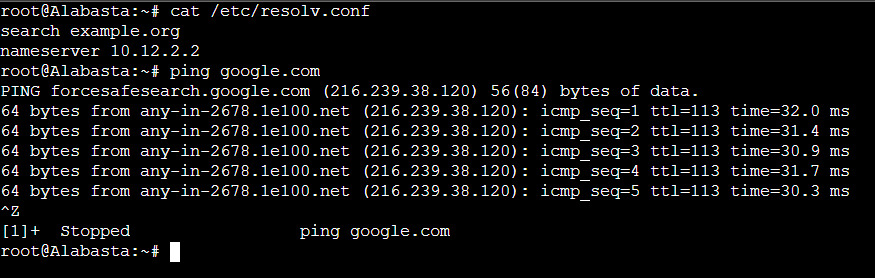 root@Alabasta:~# cat /etc/resolv.conf
search example.org
nameserver 10.12.2.2
root@Alabasta:~# ping google.com
PING forcesafesearch.google.com (216.239.38.120) 56(84) bytes of data.
64 bytes from any-in-2678.1e100.net (216.239.38.120): icmp_seq=1 ttl=113 time=32.0 ms
64 bytes from any-in-2678.1e100.net (216.239.38.120): icmp_seq=2 ttl=113 time=31.4 ms
64 bytes from any-in-2678.1e100.net (216.239.38.120): icmp_seq=3 ttl=113 time=30.9 ms
64 bytes from any-in-2678.1e100.net (216.239.38.120): icmp_seq=4 ttl=113 time=31.7 ms
64 bytes from any-in-2678.1e100.net (216.239.38.120): icmp_seq=5 ttl=113 time=30.3 ms
^Z
[1]+  Stopped                 ping google.com
root@Alabasta:~#